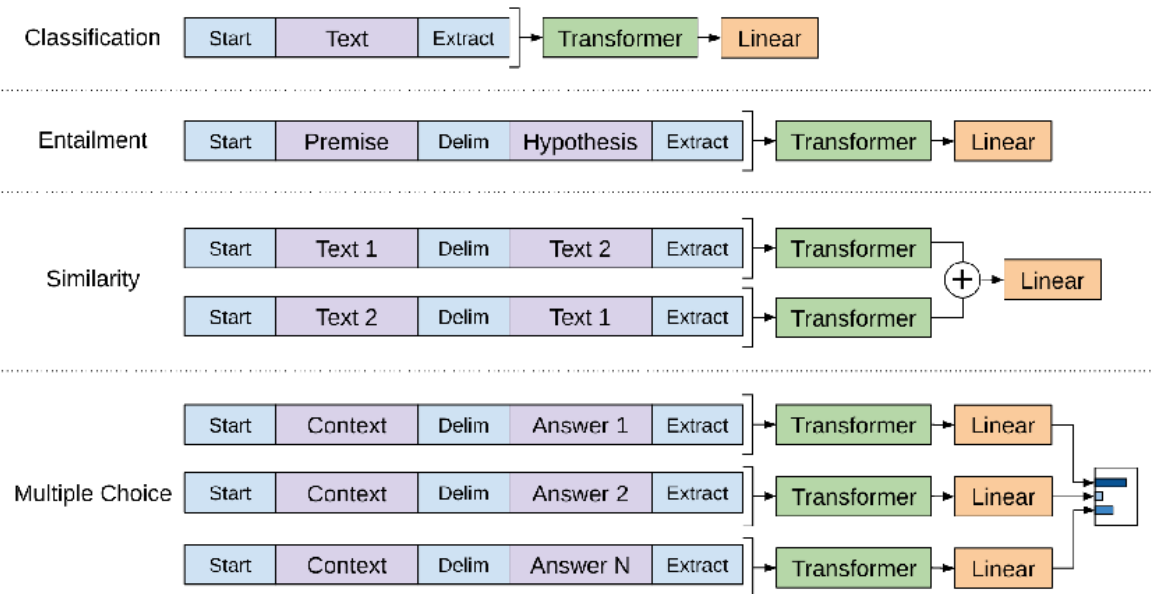 Classification Start Text Extract Transformer Linear
Entailment Start Premise Delim Hypothesis Extract Transformer Linear
Start Text 1 Delim Text 2 Extract Transformer
Similarity + Linear
Start Text 2 Delim Text 1 Extract Transformer
Start Context Delim Answer 1 Extract Transformer Linear
Multiple Choice Start Context Delim Answer 2 Extract Transformer Linear
Start Context Delim Answer N Extract Transformer Linear